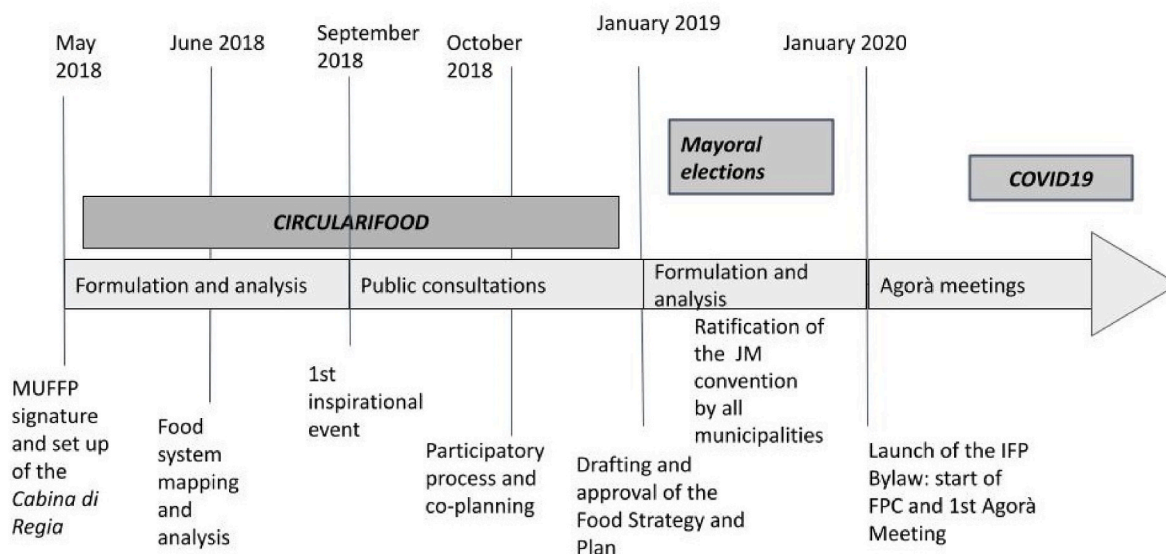 May
2018
June 2018
September
2018
October
2018
January 2019
January 2020
Mayoral
elections
COVID19
CIRCULARIFOOD
Formulation and analysis
Public consultations
Formulation and
analysis
Agorà meetings
MUFFP
signature
and set up
of the
Cabina di
Regia
Food
system
mapping
and
analysis
1st
inspirational
event
Participatory
process and
co-planning
Drafting and
approval of the
Food Strategy and
Plan
Ratification of
the JM
convention
by all
municipalities
Launch of the IFP
Bylaw: start of
FPC and 1st Agorà
Meeting